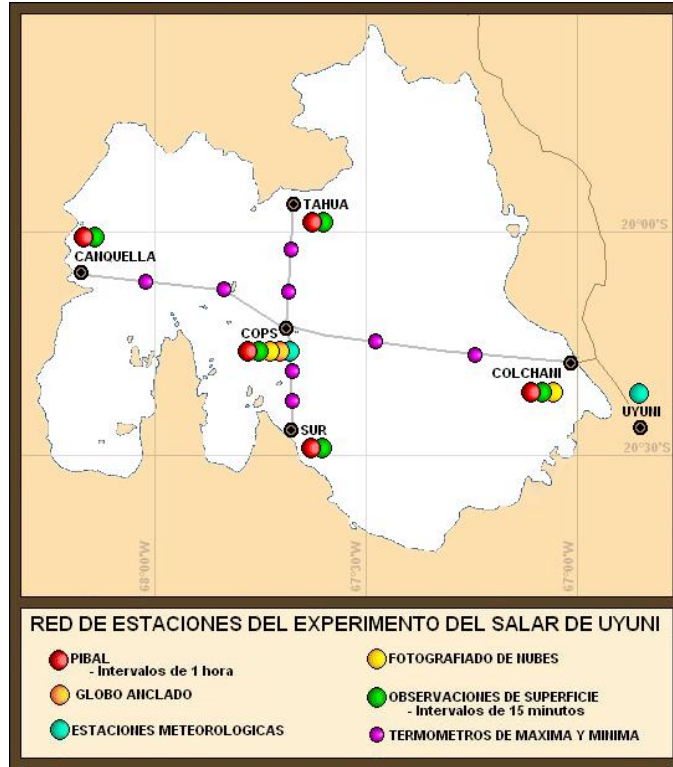 TAHUA
20°00'S
CANQUELLA
COPS
COLCHANI
UYUNI
SUR
20°30'S
68°00'W
67°30'W
67°00'W
RED DE ESTACIONES DEL EXPERIMENTO DEL SALAR DE UYUNI
PIBAL
- Intervalos de 1 hora
GLOBO ANCLADO
ESTACIONES METEOROLOGICAS
FOTOGRAFIADO DE NUBES
OBSERVACIONES DE SUPERFICIE
- Intervalos de 15 minutos
TERMOMETROS DE MAXIMA Y MINIMA